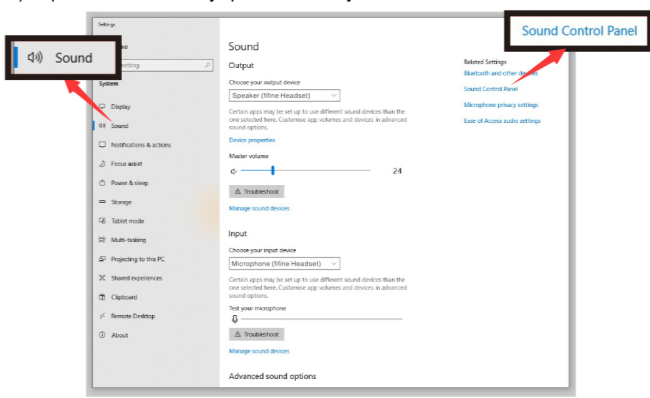 Settings
Sound Control Panel
Sound
Sound
Output
Choose your output device
Speaker (fifine Headset)
Certain apps may be set up to use different sound devices than the
one selected here. Customise app volumes and devices in advanced
sound options.
Device properties
Master volume
24
Troubleshoot
Manage sound devices
Input
Choose your input device
Microphone (fifine Headset)
Certain apps may be set up to use different sound devices than the
one selected here. Customise app volumes and devices in advanced
sound options.
Test your microphone
Troubleshoot
Manage sound devices
Advanced sound options
System
Display
Sound
Notifications & actions
Focus assist
Power & sleep
Storage
Tablet mode
Multi-tasking
Projecting to this PC
Shared experiences
Clipboard
Remote Desktop
About
Related Settings
Bluetooth and other
Sound Control Panel
Microphone privacy settings
Ease of Access audio settings